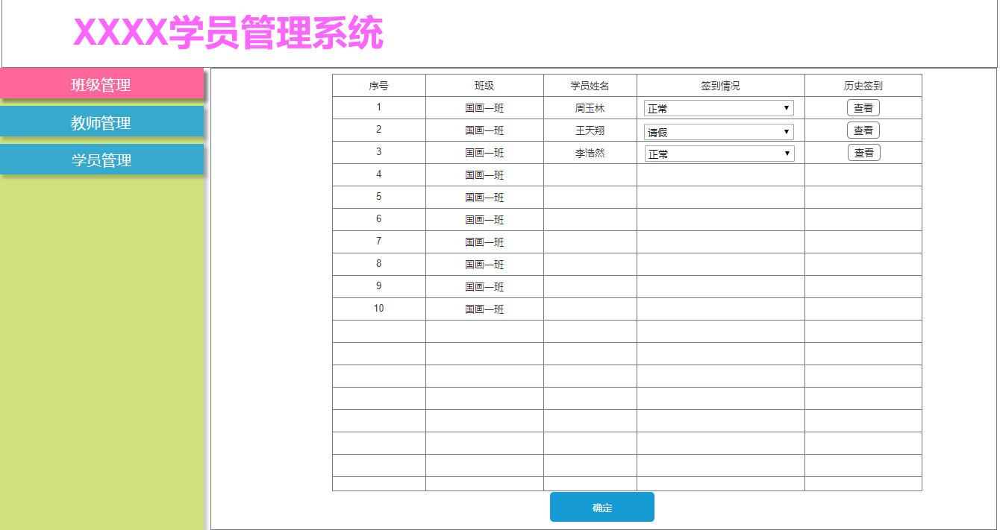 XXXX学员管理系统
班级管理
教师管理
学员管理
序号 班级 学员姓名 签到情况 历史签到
1 国画一班 周玉林 正常 查看
2 国画一班 王天翔 请假 查看
3 国画一班 李浩然 正常 查看
4 国画一班
5 国画一班
6 国画一班
7 国画一班
8 国画一班
9 国画一班
10 国画一班
确定